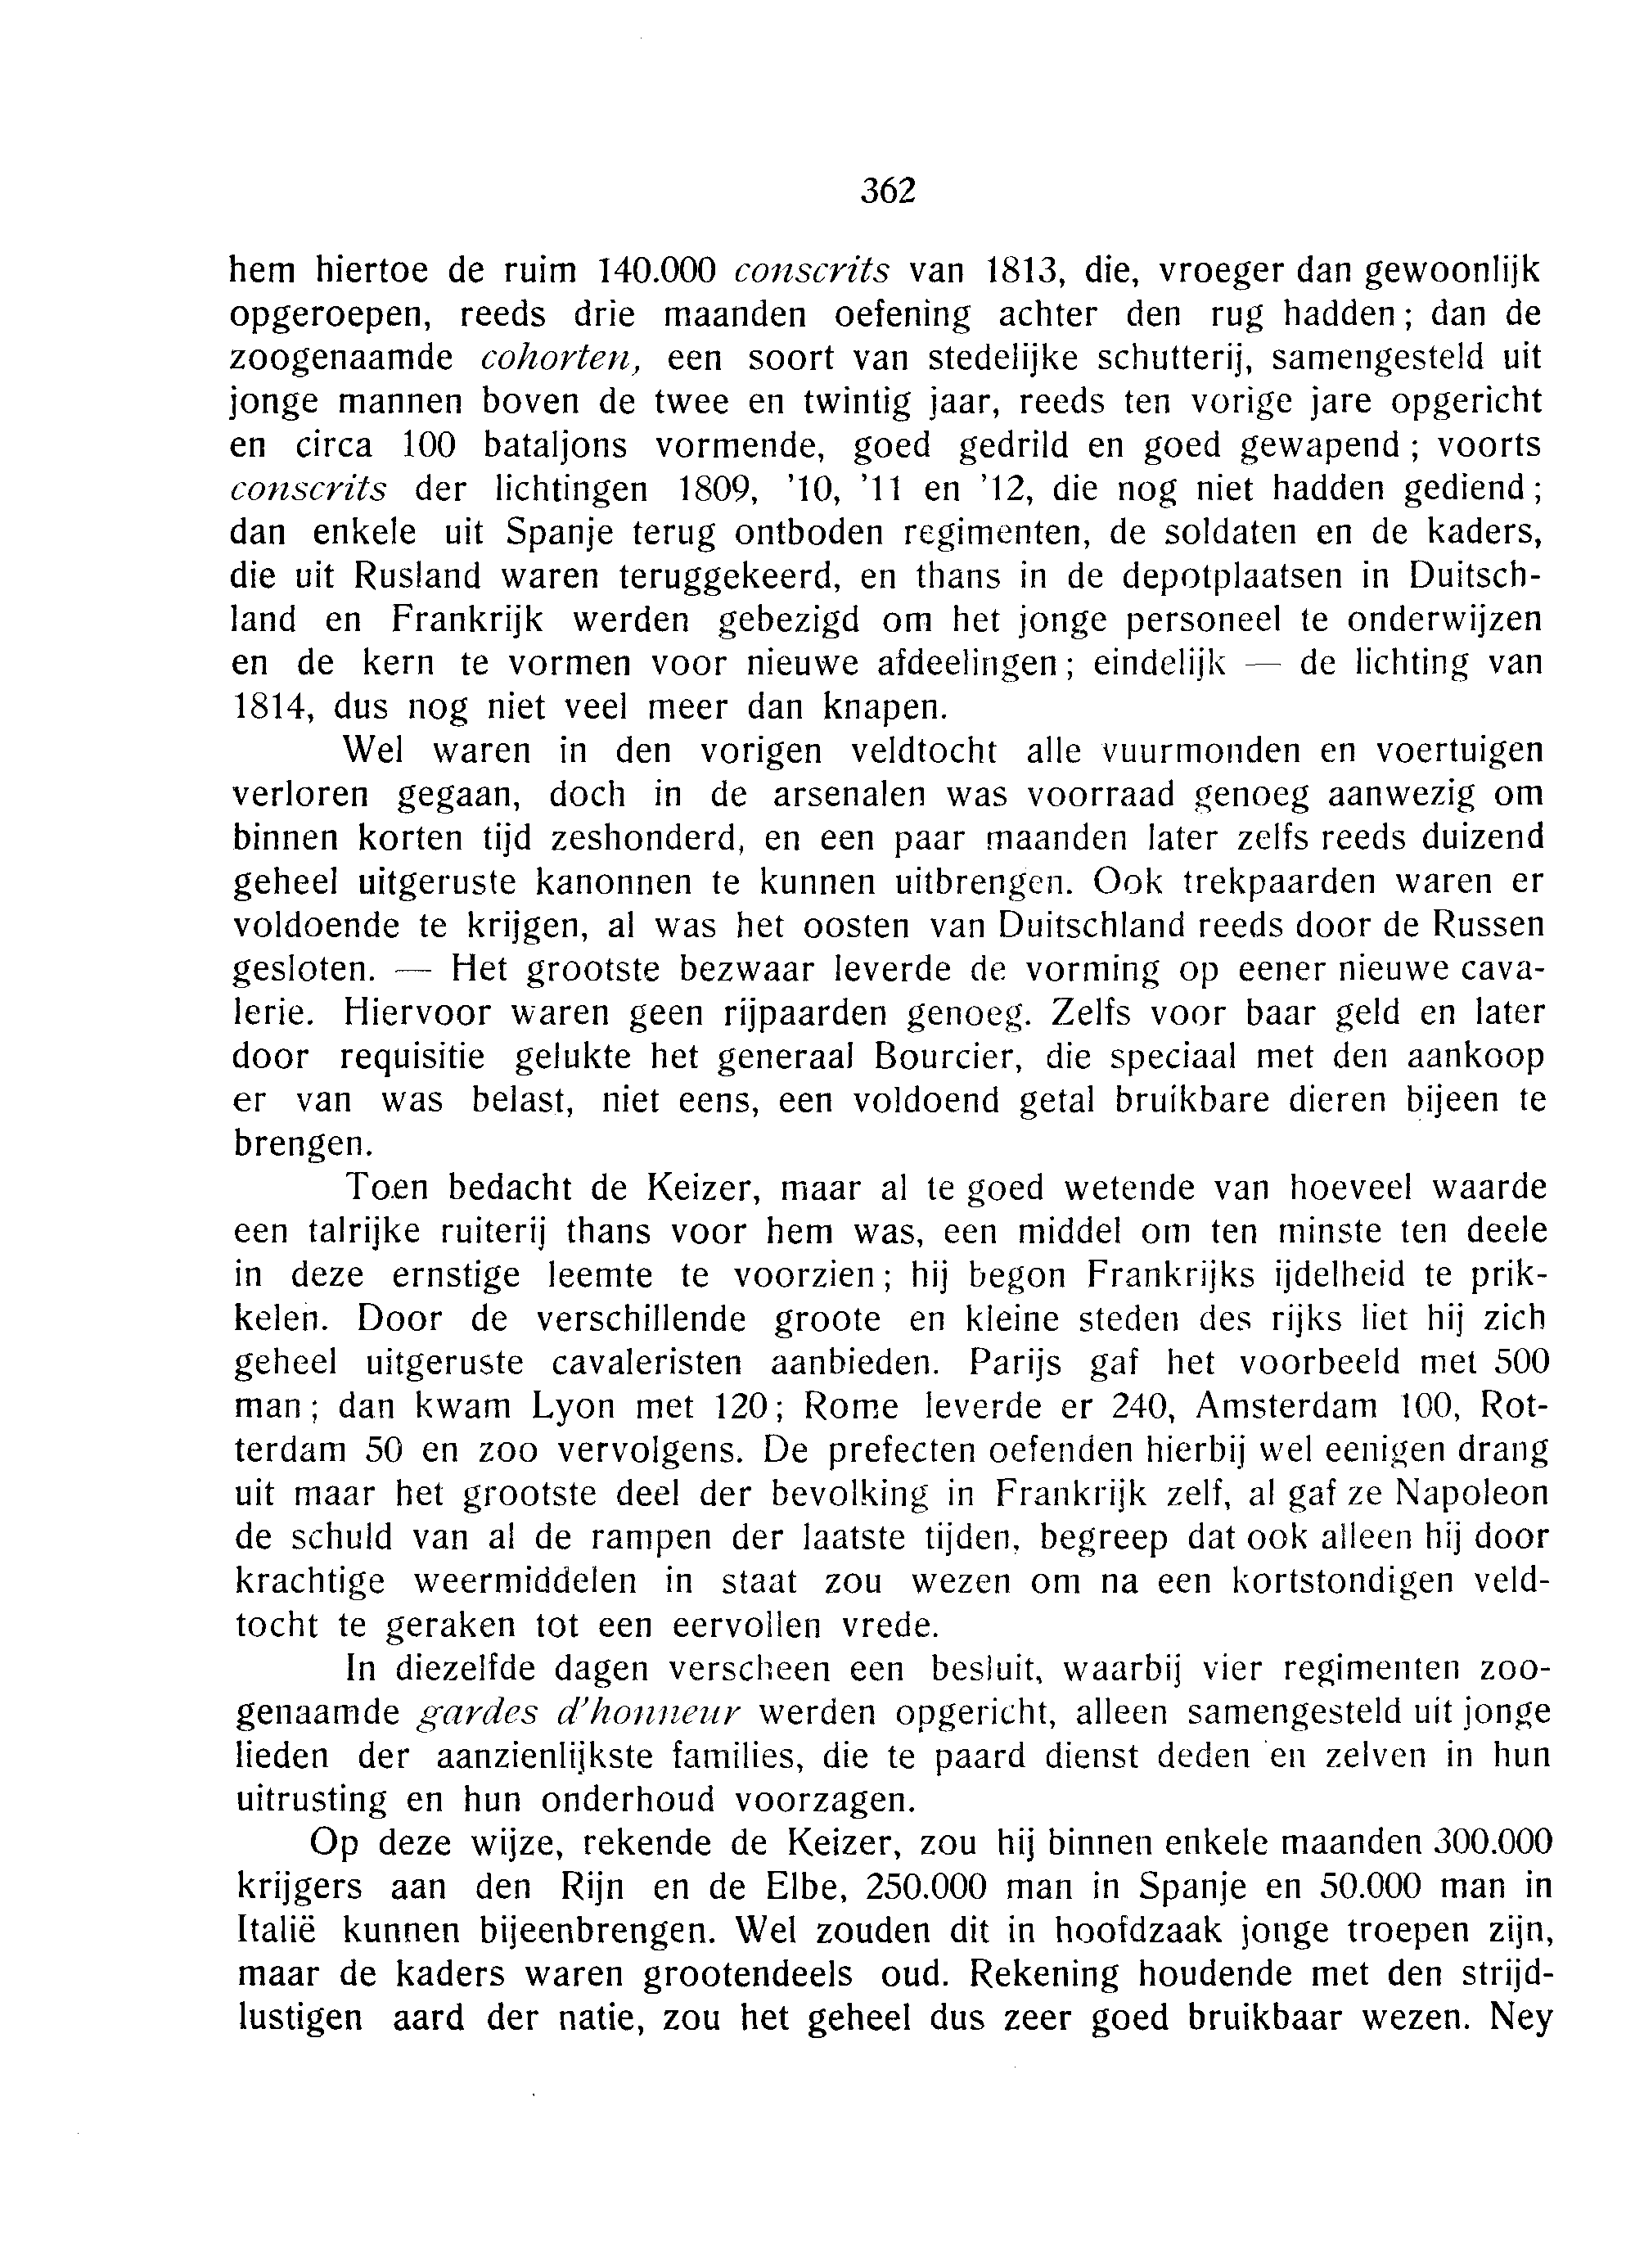 362
hem hiertoe de ruim 140.000 conscrits van 1813, die, vroeger dan gewoonlijk
opgeroepen, reeds drie maanden oefening achter den rug hadden; dan de
zoogenaamde cohorten, een soort van stedelijke schutterij, samengesteld uit
jonge mannen boven de twee en twintig jaar, reeds ten vorige jare opgericht
en circa 100 bataljons vormende, goed gedrild en goed gewapend; voorts
conscrits der lichtingen 1809, '10, '11 en '12, die nog niet hadden gediend;
dan enkele uit Spanje terug ontboden regimenten, de soldaten en de kaders,
die uit Rusland waren teruggekeerd, en thans in de depotplaatsen in Duitsch-
land en Frankrijk werden gebezigd om het jonge personeel te onderwijzen
en de kern te vormen voor nieuwe afdeelingen; eindelijk — de lichting van
1814, dus nog niet veel meer dan knapen.
Wel waren in den vorigen veldtocht alle vuurmonden en voertuigen
verloren gegaan, doch in de arsenalen was voorraad genoeg aanwezig om
binnen korten tijd zeshonderd, en een paar maanden later zelfs reeds duizend
geheel uitgeruste kanonnen te kunnen uitbrengen. Ook trekpaarden waren er
voldoende te krijgen, al was het oosten van Duitschland reeds door de Russen
gesloten. — Het grootste bezwaar leverde de vorming op eener nieuwe cava-
lerie. Hiervoor waren geen rijpaarden genoeg. Zelfs voor baar geld en later
door requisitie gelukte het generaal Bourcier, die speciaal met den aankoop
er van was belast, niet eens, een voldoend getal bruikbare dieren bijeen te
brengen.
Toen bedacht de Keizer, maar al te goed wetende van hoeveel waarde
een talrijke ruiterij thans voor hem was, een middel om ten minste ten deele
in deze ernstige leemte te voorzien; hij begon Frankrijks ijdelheid te prik-
kelen. Door de verschillende groote en kleine steden des rijks liet hij zich
geheel uitgeruste cavaleristen aanbieden. Parijs gaf het voorbeeld met 500
man; dan kwam Lyon met 120; Rome leverde er 240, Amsterdam 100, Rot-
terdam 50 en zoo vervolgens. De prefecten oefenden hierbij wel eenigen drang
uit maar het grootste deel der bevolking in Frankrijk zelf, al gaf ze Napoleon
de schuld van al de rampen der laatste tijden, begreep dat ook alleen hij door
krachtige weermiddelen in staat zou wezen om na een kortstondigen veld-
tocht te geraken tot een eervollen vrede.
In diezelfde dagen verscheen een besluit, waarbij vier regimenten zoo-
genaamde gardes d'honneur werden opgericht, alleen samengesteld uit jonge
lieden der aanzienlijkste families, die te paard dienst deden en zelven in hun
uitrusting en hun onderhoud voorzagen.
Op deze wijze, rekende de Keizer, zou hij binnen enkele maanden 300.000
krijgers aan den Rijn en de Elbe, 250.000 man in Spanje en 50.000 man in
Italië kunnen bijeenbrengen. Wel zouden dit in hoofdzaak jonge troepen zijn,
maar de kaders waren grootendeels oud. Rekening houdende met den strijd-
lustigen aard der natie, zou het geheel dus zeer goed bruikbaar wezen. Ney